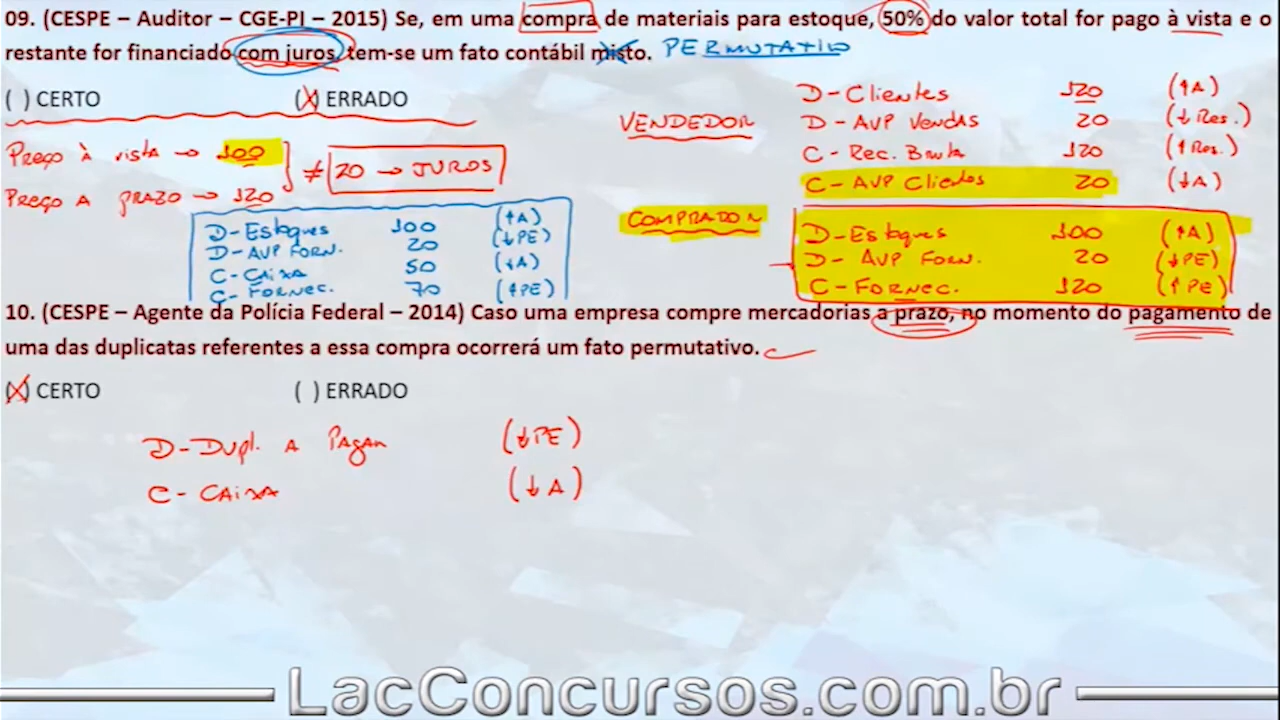 09. (CESPE – Auditor – CGE-PI – 2015) Se, em uma compra de materiais para estoque, 50% do valor total for pago à vista e o
restante for financiado com juros, tem-se um fato contábil misto. PERMUTATIVO
( ) CERTO (X) ERRADO
Preço à vista → 100
Preço A PRAZO → 120
≠ 20 → JUROS
D - Estoques 100 (↑A)
D - AVP FORN. 20 (↓PE)
C - CAIXA 50 (↓A)
C - FORNEC. 70 (↑PE)
VENDEDOR
D - Clientes 120 (↑A)
D - AVP VENDAS 20 (↓Res.)
C - Rec. Bruta 120 (↑Res.)
C - AVP Clientes 20 (↓A)
COMPRADOR
D - Estoques 100 (↑A)
D - AVP FORN. 20 (↓PE)
C - FORNEC. 120 (↑PE)
10. (CESPE – Agente da Polícia Federal – 2014) Caso uma empresa compre mercadorias a prazo, no momento do pagamento de
uma das duplicatas referentes a essa compra ocorrerá um fato permutativo.
(X) CERTO ( ) ERRADO
D - Dupl. A Pagar (↓PE)
C - CAIXA (↓A)
LacConcursos.com.br